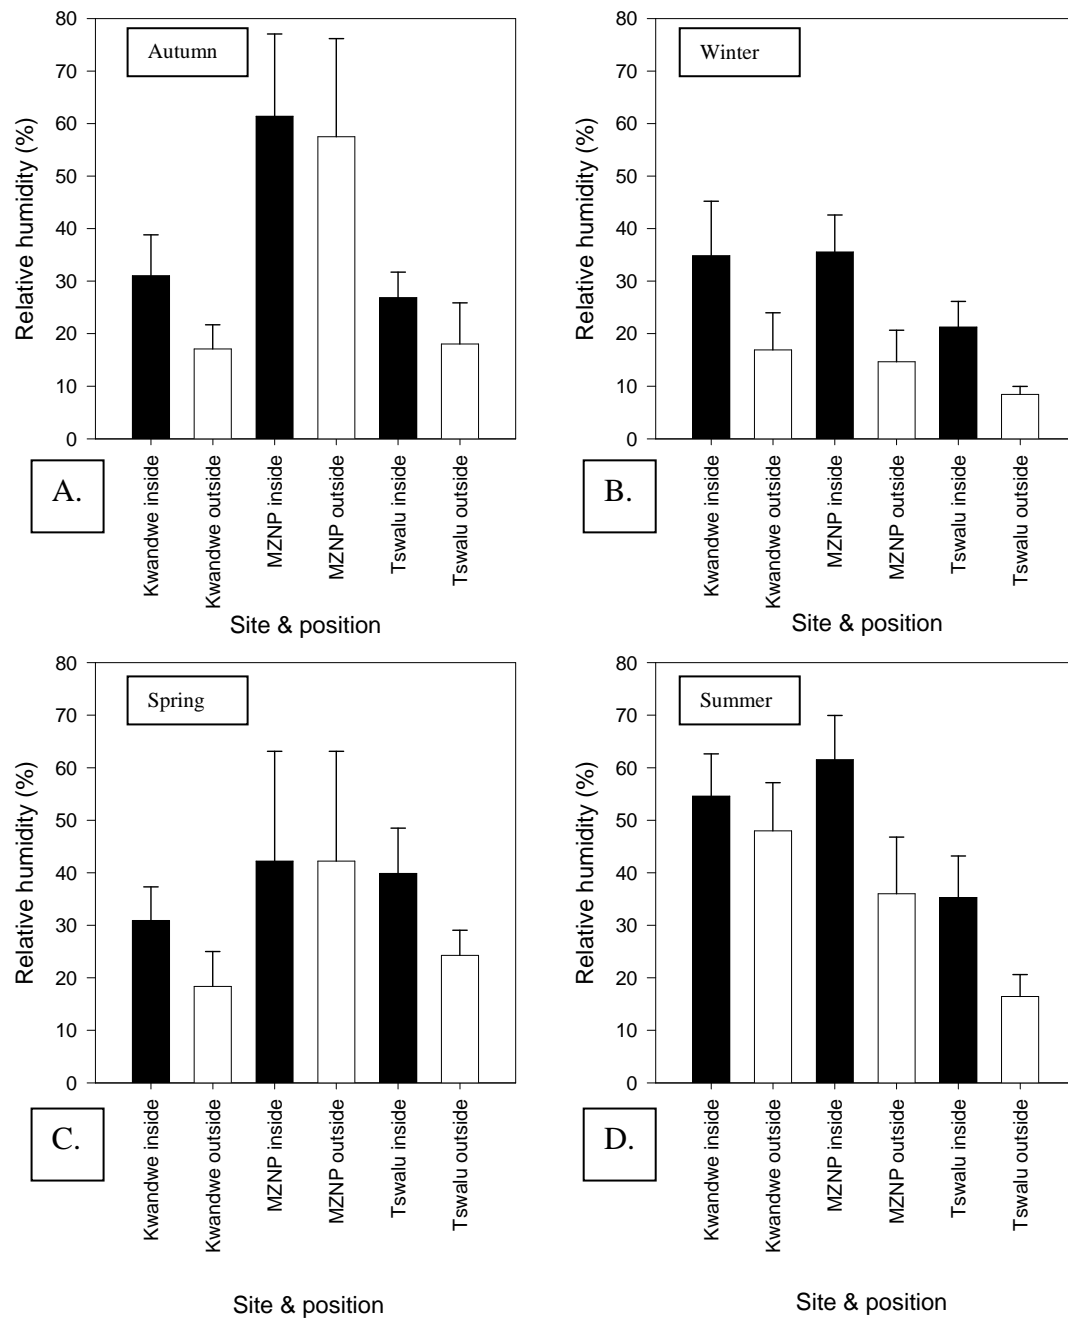 Autumn
Relative humidity (%)
80
70
60
50
40
30
20
10
0
A.
Kwandwe inside
Kwandwe outside
MZNP inside
MZNP outside
Tswalu inside
Tswalu outside
Site & position
Winter
Relative humidity (%)
80
70
60
50
40
30
20
10
0
B.
Kwandwe inside
Kwandwe outside
MZNP inside
MZNP outside
Tswalu inside
Tswalu outside
Site & position
Spring
Relative humidity (%)
80
70
60
50
40
30
20
10
0
C.
Kwandwe inside
Kwandwe outside
MZNP inside
MZNP outside
Tswalu inside
Tswalu outside
Site & position
Summer
Relative humidity (%)
80
70
60
50
40
30
20
10
0
D.
Kwandwe inside
Kwandwe outside
MZNP inside
MZNP outside
Tswalu inside
Tswalu outside
Site & position